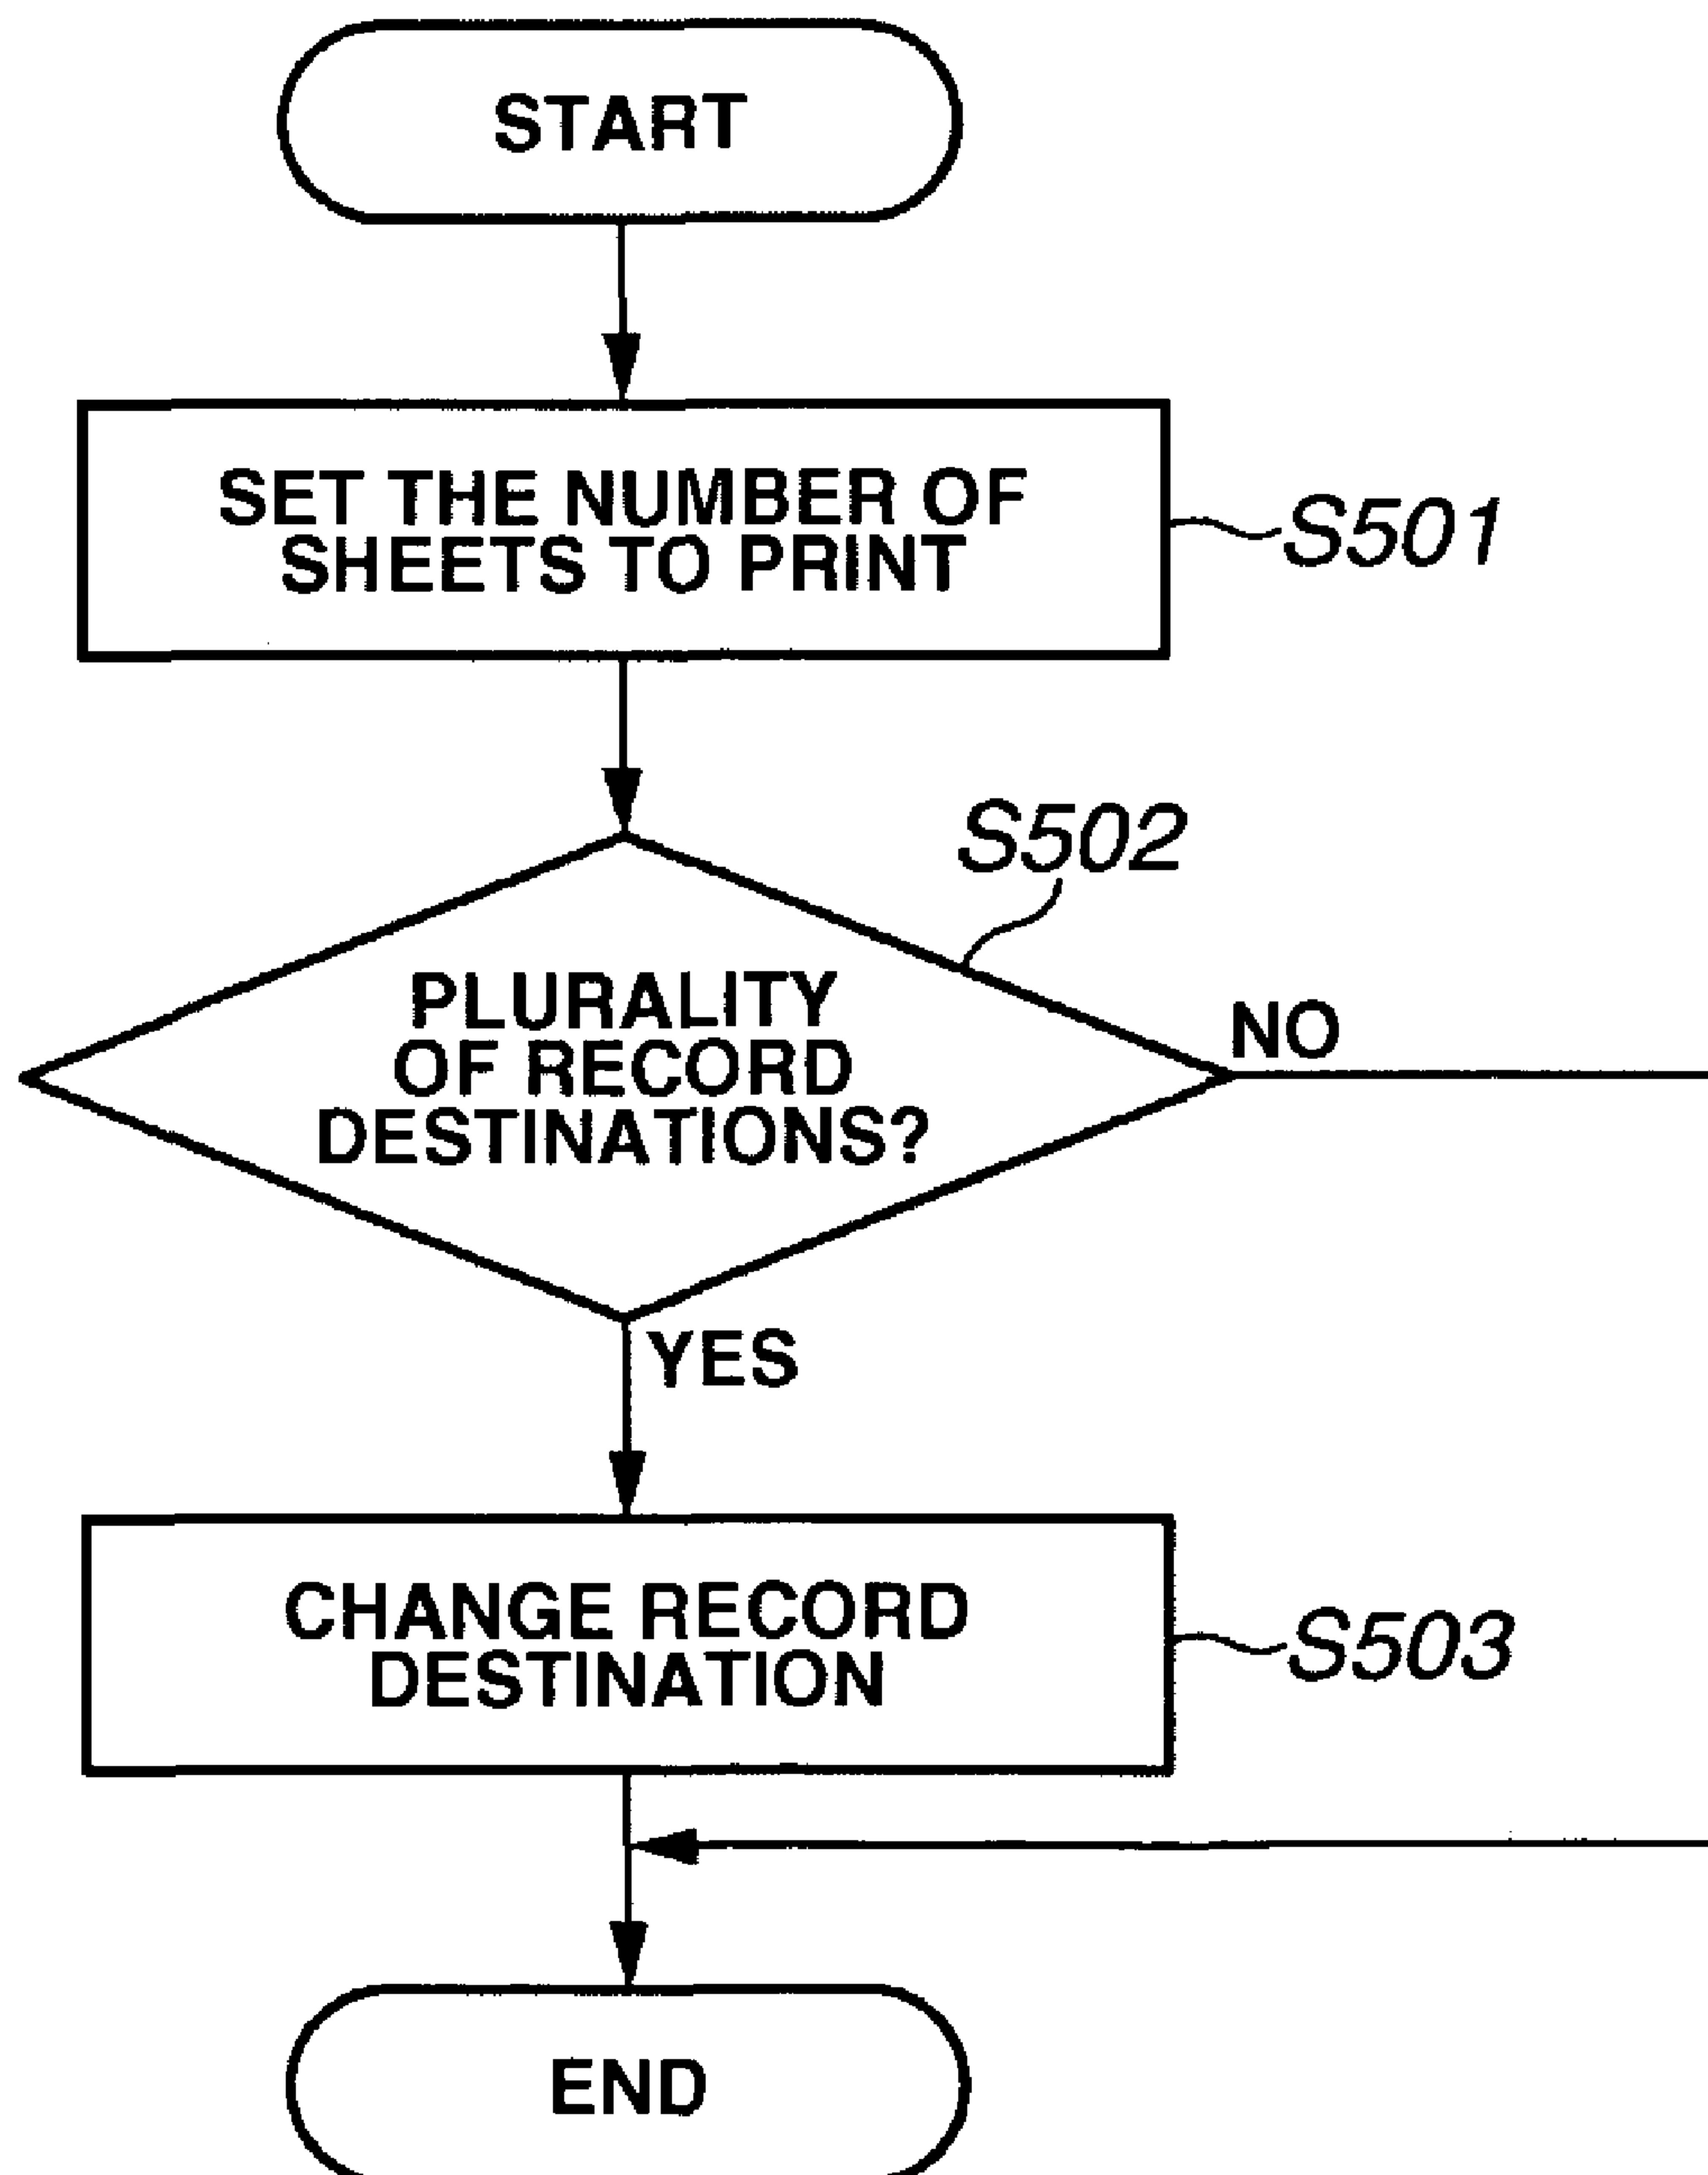 START
SET THE NUMBER OF
SHEETS TO PRINT
S501
S502
PLURALITY
OF RECORD
DESTINATIONS?
NO
YES
CHANGE RECORD
DESTINATION
S503
END